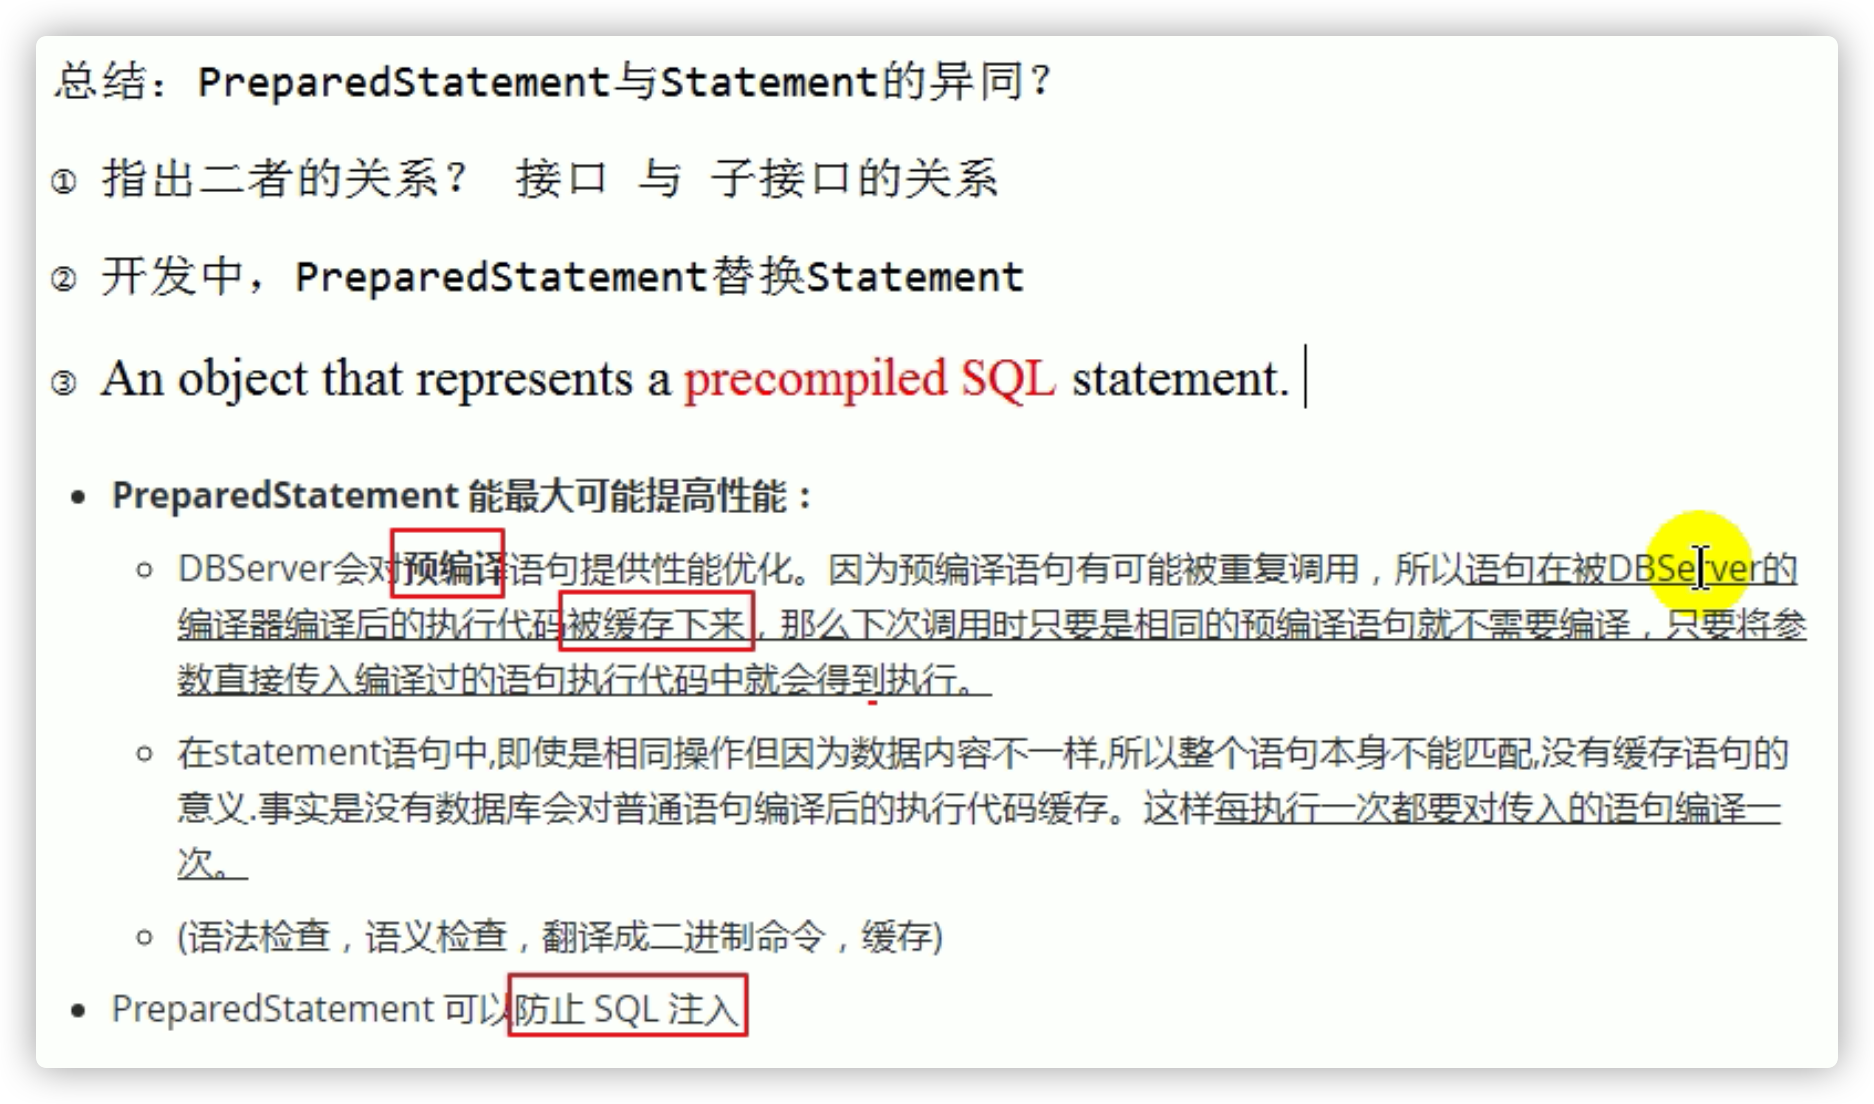 总结：PreparedStatement与Statement的异同？
① 指出二者的关系？ 接口 与 子接口的关系
② 开发中，PreparedStatement替换Statement
③ An object that represents a precompiled SQL statement.
• PreparedStatement 能最大可能提高性能：
○ DBServer会对预编译语句提供性能优化。因为预编译语句有可能被重复调用，所以语句在被DBServer的
编译器编译后的执行代码被缓存下来，那么下次调用时只要是相同的预编译语句就不需要编译，只要将参
数直接传入编译过的语句执行代码中就会得到执行。
○ 在statement语句中,即使是相同操作但因为数据内容不一样,所以整个语句本身不能匹配,没有缓存语句的
意义.事实是没有数据库会对普通语句编译后的执行代码缓存。这样每执行一次都要对传入的语句编译一
次。
○ (语法检查，语义检查，翻译成二进制命令，缓存)
• PreparedStatement 可以防止 SQL 注入